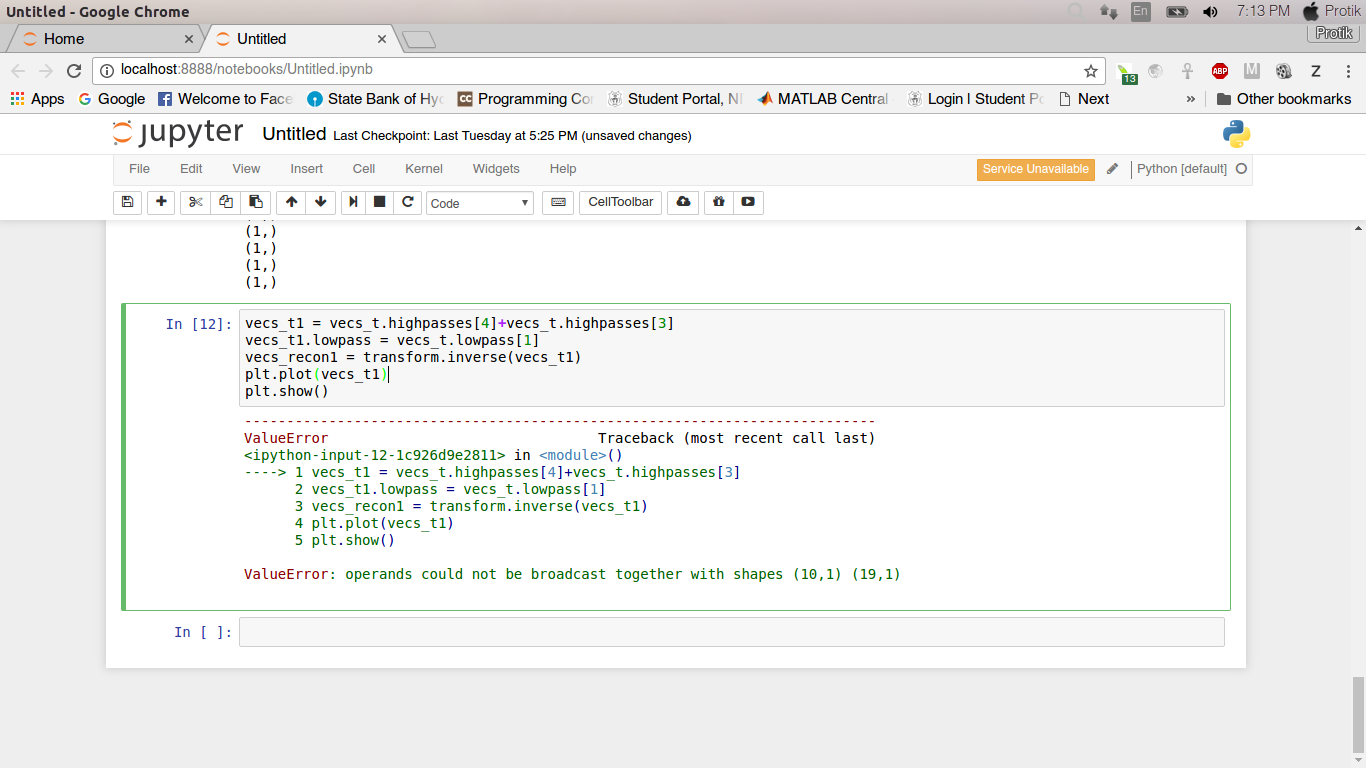 Untitled - Google Chrome
En
7:13 PM
Protik
Home
Untitled
Protik
localhost:8888/notebooks/Untitled.ipynb
13
ABP
M
Z
Apps
Google
Welcome to Face
State Bank of Hy
CC
Programming Co
Student Portal, NI
MATLAB Central
Login | Student P
Next
»
Other bookmarks
jupyter
Untitled
Last Checkpoint: Last Tuesday at 5:25 PM (unsaved changes)
File
Edit
View
Insert
Cell
Kernel
Widgets
Help
Service Unavailable
Python [default]
Code
CellToolbar
(1,)
(1,)
(1,)
(1,)
In [12]:
vecs_t1 = vecs_t.highpasses[4]+vecs_t.highpasses[3]
vecs_t1.lowpass = vecs_t.lowpass[1]
vecs_recon1 = transform.inverse(vecs_t1)
plt.plot(vecs_t1)
plt.show()
---------------------------------------------------------------------------
ValueError                                Traceback (most recent call last)
<ipython-input-12-1c926d9e2811> in <module>()
----> 1 vecs_t1 = vecs_t.highpasses[4]+vecs_t.highpasses[3]
      2 vecs_t1.lowpass = vecs_t.lowpass[1]
      3 vecs_recon1 = transform.inverse(vecs_t1)
      4 plt.plot(vecs_t1)
      5 plt.show()
ValueError: operands could not be broadcast together with shapes (10,1) (19,1)
In [ ]: